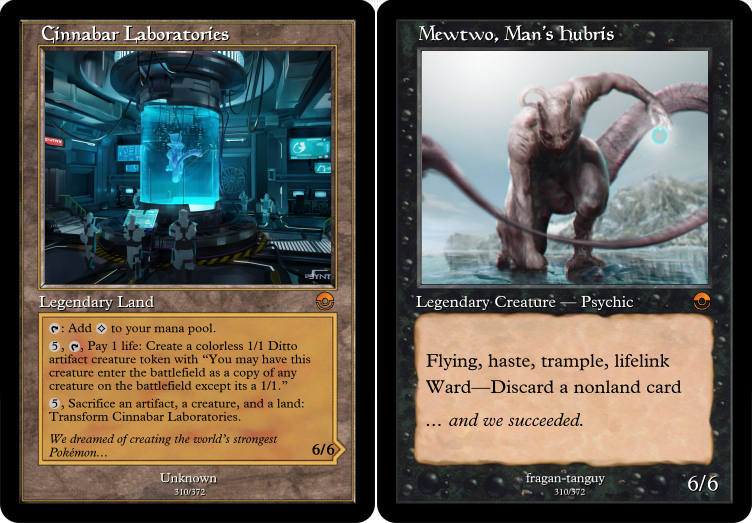 Cinnabar Laboratories
SYNT
Legendary Land
: Add to your mana pool.
5, , Pay 1 life: Create a colorless 1/1 Ditto
artifact creature token with “You may have this
creature enter the battlefield as a copy of any
creature on the battlefield except its a 1/1.”
5, Sacrifice an artifact, a creature, and a land:
Transform Cinnabar Laboratories.
We dreamed of creating the world's strongest
Pokémon…
6/6
Unknown
310/372
Mewtwo, Man's hubris
Legendary Creature — Psychic
Flying, haste, trample, lifelink
Ward—Discard a nonland card
… and we succeeded.
fragan-tanguy
310/372
6/6